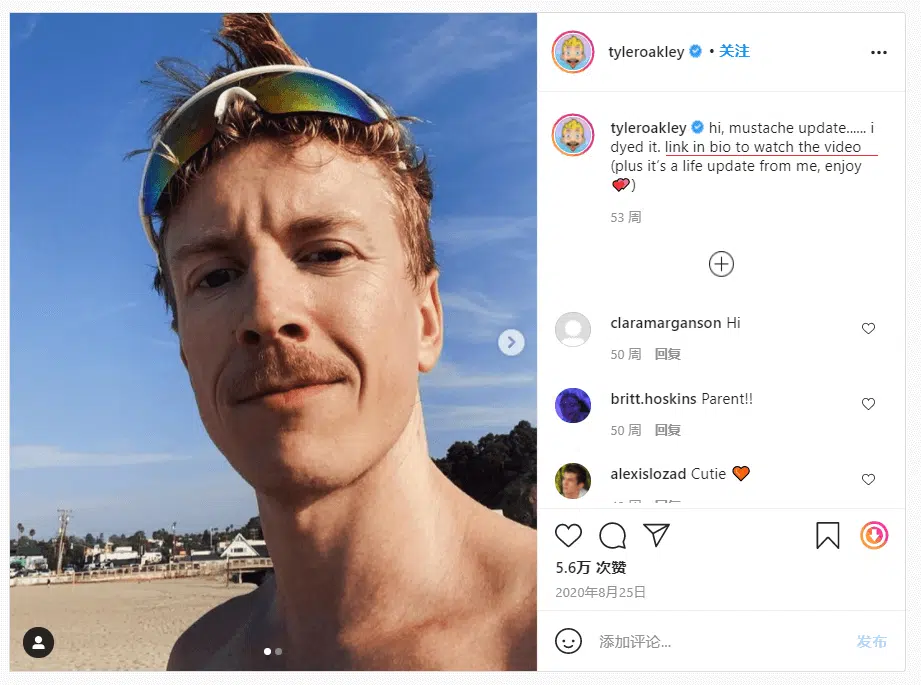 tyleroakley • 关注
tyleroakley hi, mustache update...... i
dyed it. link in bio to watch the video
(plus it's a life update from me, enjoy
💕)
53 周
claramarganson Hi
50 周 回复
britt.hoskins Parent!!
50 周 回复
alexislozad Cutie 🧡
5.6万 次赞
2020年8月25日
添加评论...
发布